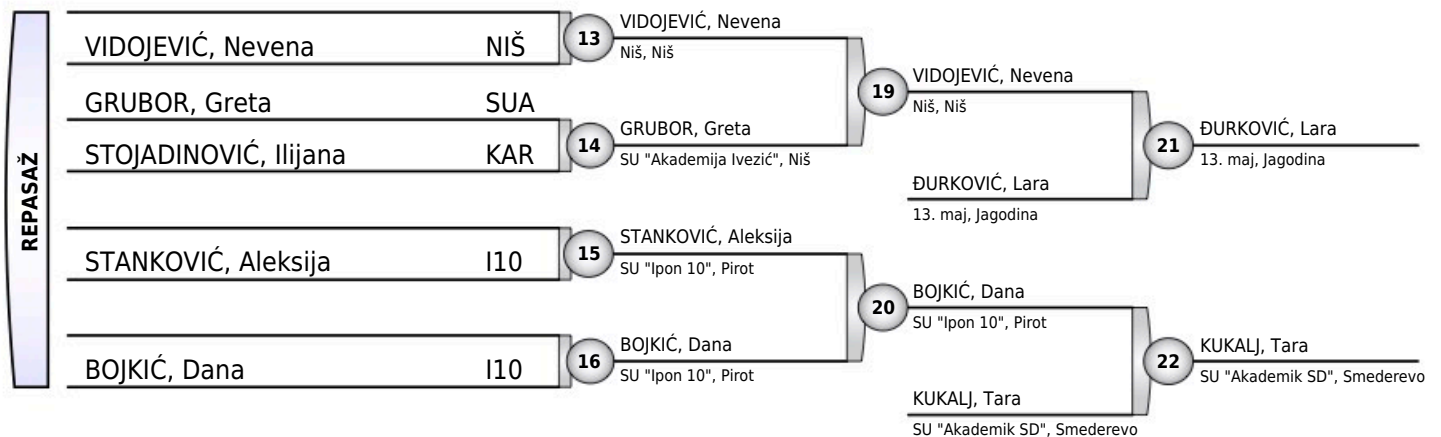 REPASAŽ
VIDOJEVIĆ, Nevena NIŠ
GRUBOR, Greta SUA
STOJADINOVIĆ, Ilijana KAR
STANKOVIĆ, Aleksija I10
BOJKIĆ, Dana I10
13
VIDOJEVIĆ, Nevena
Niš, Niš
14
GRUBOR, Greta
SU "Akademija Ivezić", Niš
15
STANKOVIĆ, Aleksija
SU "Ipon 10", Pirot
16
BOJKIĆ, Dana
SU "Ipon 10", Pirot
19
VIDOJEVIĆ, Nevena
Niš, Niš
ĐURKOVIĆ, Lara
13. maj, Jagodina
20
BOJKIĆ, Dana
SU "Ipon 10", Pirot
KUKALJ, Tara
SU "Akademik SD", Smederevo
21
ĐURKOVIĆ, Lara
13. maj, Jagodina
22
KUKALJ, Tara
SU "Akademik SD", Smederevo